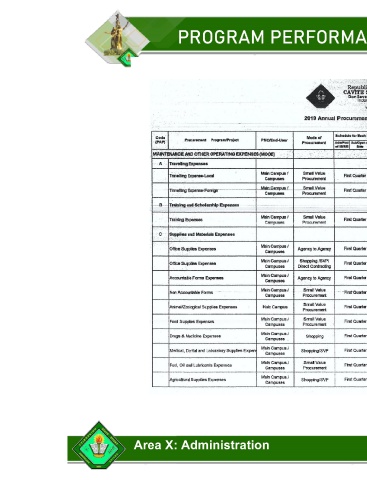 PROGRAM PERFORMA
Republi
CAVITE S
Don Seve
Indan
2019 Annual Procuremen
Code (PAP) Procurement Program/Project PMO/End-User Mode of Procurement Schedule for Each
MAINTENANCE AND OTHER OPERATING EXPENSES (MOOE)
A Travelling Expenses
Travelling Expense-Local Main Campus / Campuses Small Value Procurement First Quarter
Travelling Expense-Foreign Main Campus / Campuses Small Value Procurement First Quarter
B Training and Scholarship Expenses
Training Expenses Main Campus / Campuses Small Value Procurement First Quarter
C Supplies and Materials Expenses
Office Supplies Expenses Main Campus / Campuses Agency to Agency First Quarter
Office Supplies Expenses Main Campus / Campuses Shopping /SVP/ Direct Contracting First Quarter
Accountable Forms Expenses Main Campus / Campuses Agency to Agency First Quarter
Non Accountable Forms Main Campus / Campuses Small Value Procurement First Quarter
Animal/Zoological Supplies Expenses Main Campus Small Value Procurement First Quarter
Food Supplies Expenses Main Campus / Campuses Small Value Procurement First Quarter
Drugs & Medicine Expenses Main Campus / Campuses Shopping First Quarter
Medical, Dental and Laboratory Supplies Expens Main Campus / Campuses Shopping/SVP First Quarter
Fuel, Oil and Lubricants Expenses Main Campus / Campuses Small Value Procurement First Quarter
Agricultural Supplies Expenses Main Campus / Campuses Shopping/SVP First Quarter
Area X: Administration